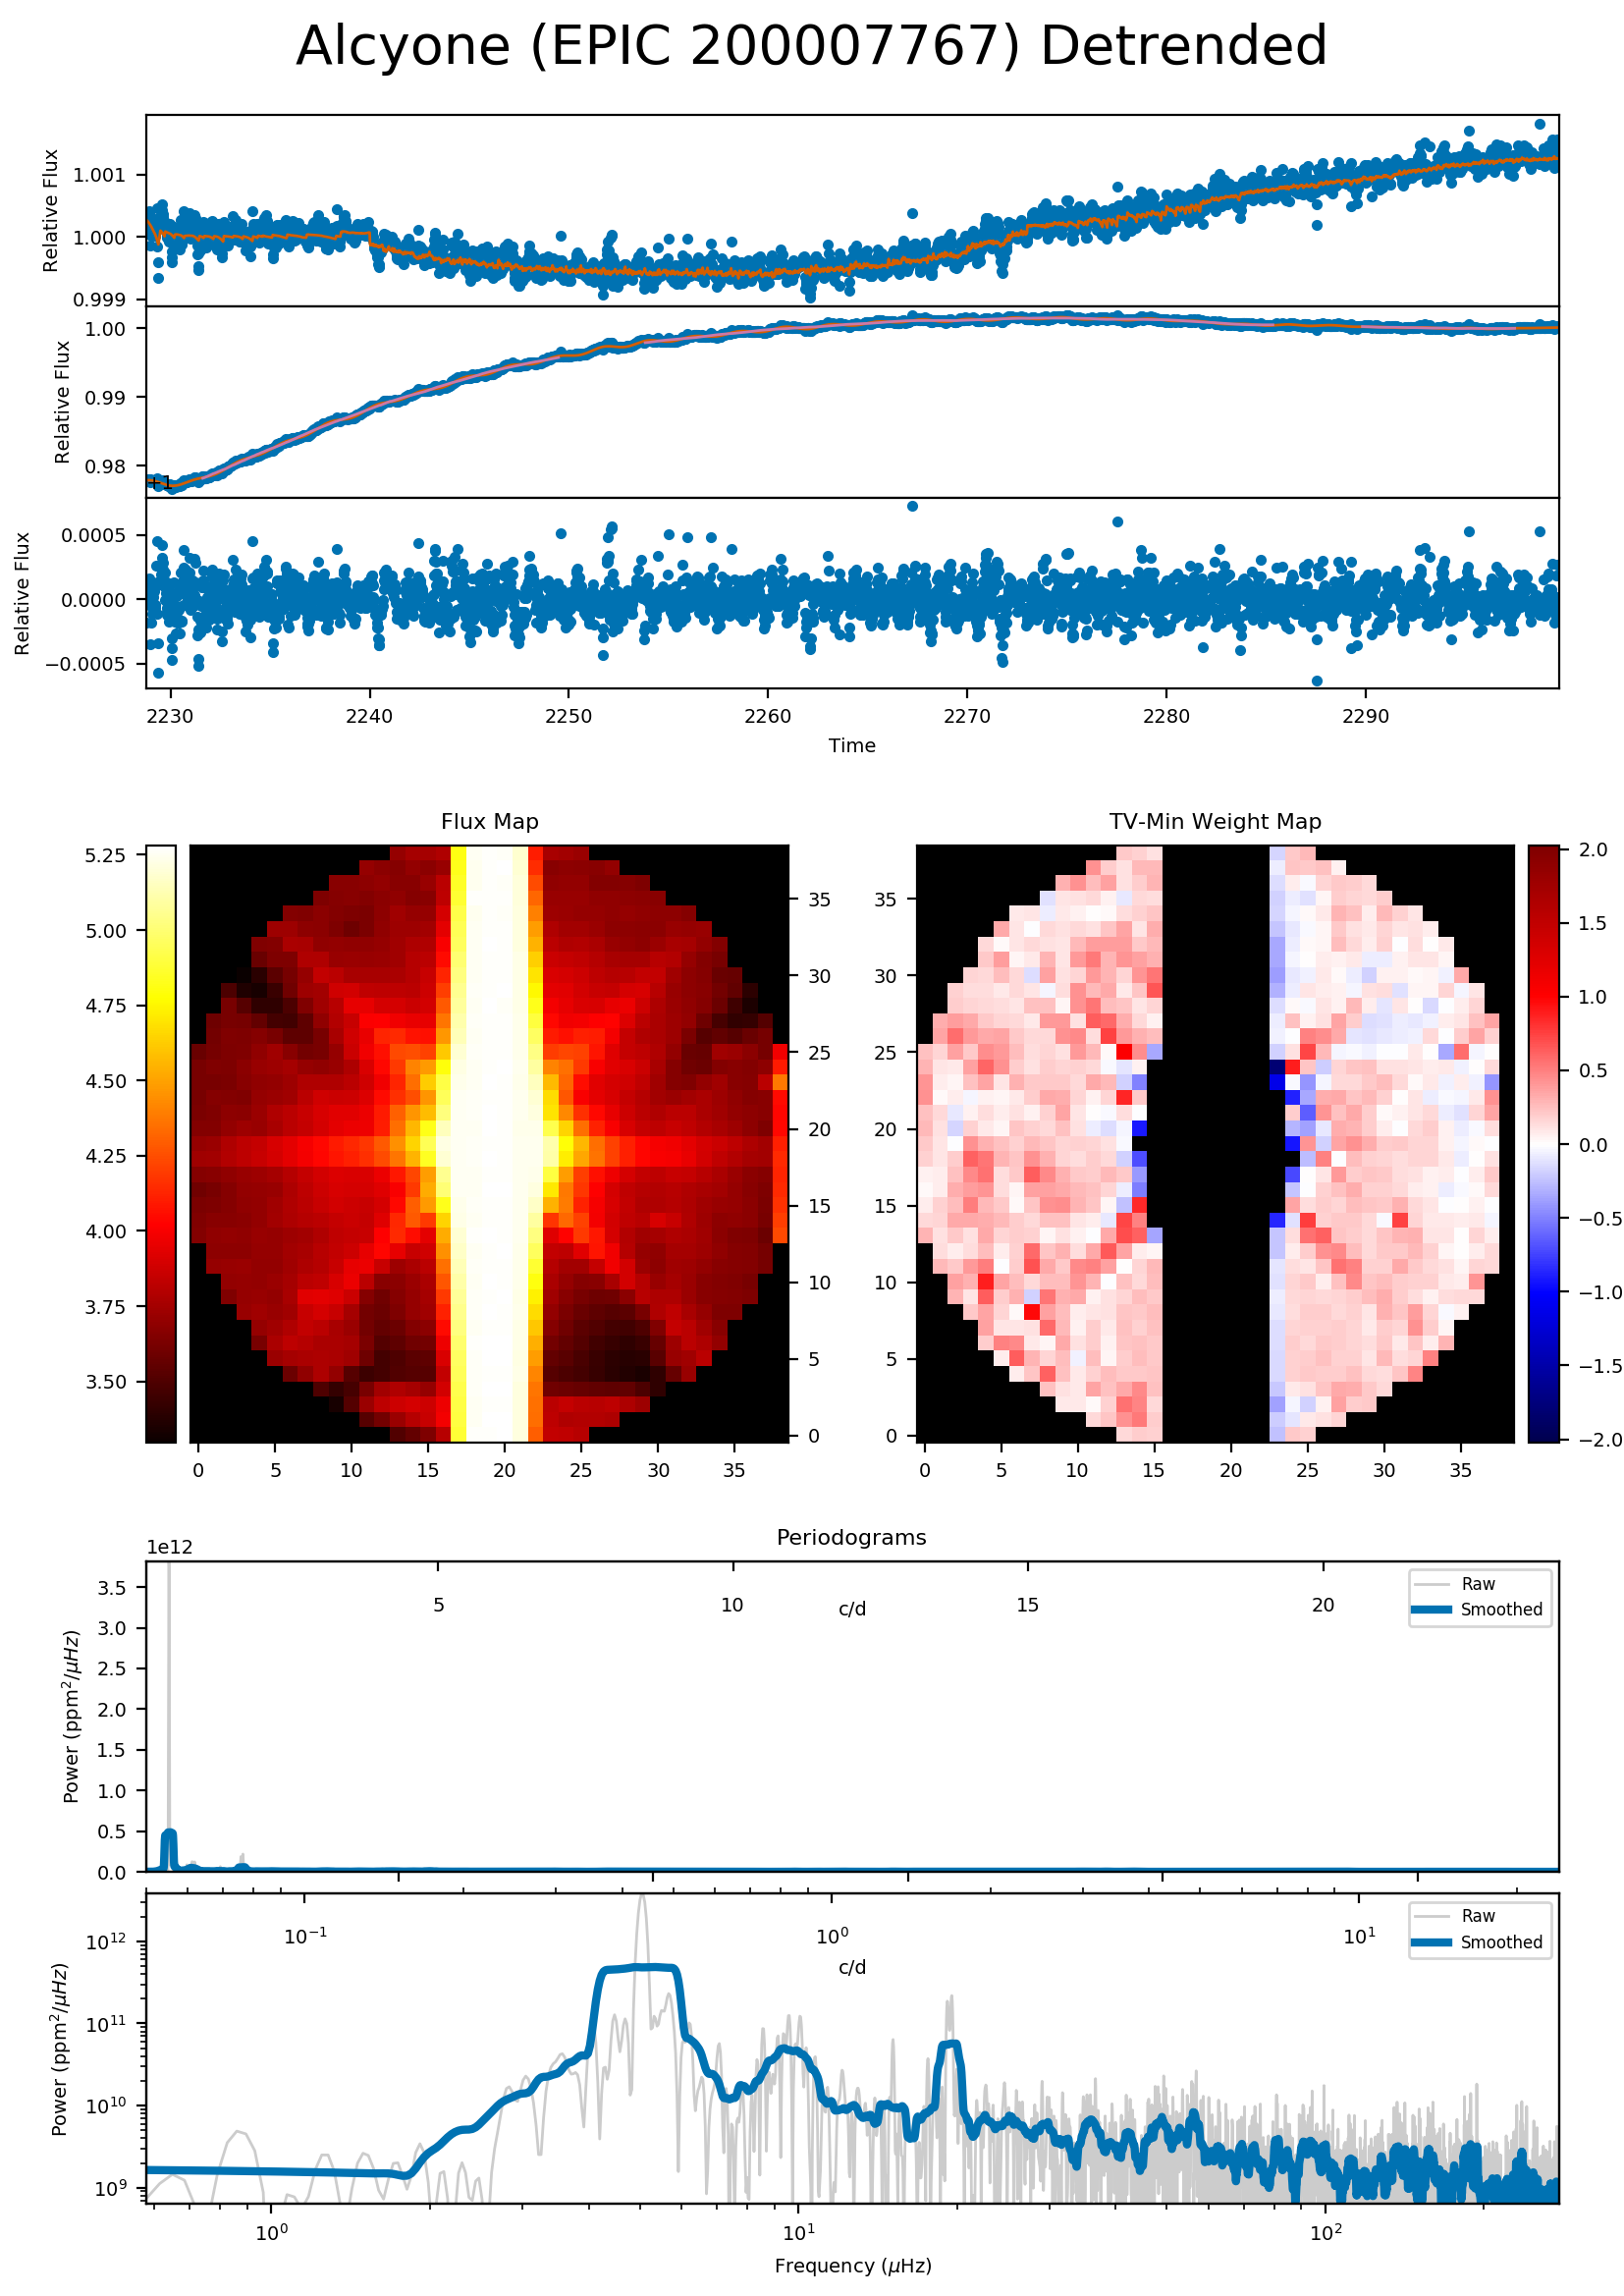 Alcyone (EPIC 200007767) Detrended
Relative Flux
1.001
1.000
0.999
Relative Flux
1.00
0.99
0.98
+1
Relative Flux
0.0005
0.0000
−0.0005
2230 2240 2250 2260 2270 2280 2290
Time
Flux Map
5.25
5.00
4.75
4.50
4.25
4.00
3.75
3.50
35
30
25
20
15
10
5
0
0 5 10 15 20 25 30 35
TV-Min Weight Map
35
30
25
20
15
10
5
0
0 5 10 15 20 25 30 35
2.0
1.5
1.0
0.5
0.0
−0.5
−1.0
−1.5
−2.0
Periodograms
1e12
Power (ppm²/μHz)
3.5
3.0
2.5
2.0
1.5
1.0
0.5
0.0
5 10 15 20
c/d
Raw
Smoothed
Power (ppm²/μHz)
10¹²
10¹¹
10¹⁰
10⁹
10⁻¹ 10⁰ 10¹
c/d
Raw
Smoothed
10⁰ 10¹ 10²
Frequency (μHz)